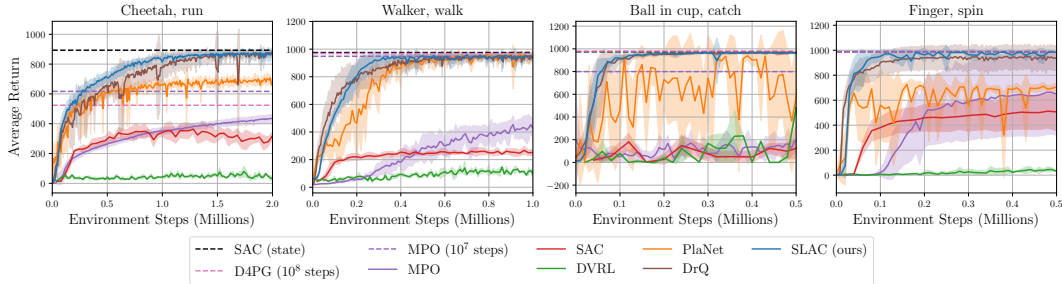 Cheetah, run
Walker, walk
Ball in cup, catch
Finger, spin
Average Return
1000
800
600
400
200
0
0.0 0.5 1.0 1.5 2.0
Environment Steps (Millions)
1200
1000
800
600
400
200
0
0.0 0.2 0.4 0.6 0.8 1.0
Environment Steps (Millions)
1200
1000
800
600
400
200
0
−200
0.0 0.1 0.2 0.3 0.4 0.5
Environment Steps (Millions)
1200
1000
800
600
400
200
0
0.0 0.1 0.2 0.3 0.4 0.5
Environment Steps (Millions)
SAC (state)
D4PG (10⁸ steps)
MPO (10⁷ steps)
MPO
SAC
DVRL
PlaNet
DrQ
SLAC (ours)